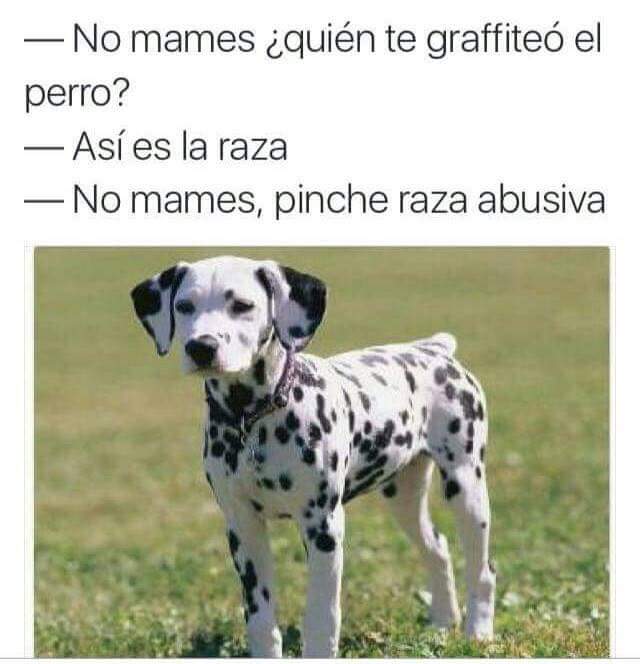 — No mames ¿quién te graffiteó el
perro?
— Así es la raza
— No mames, pinche raza abusiva